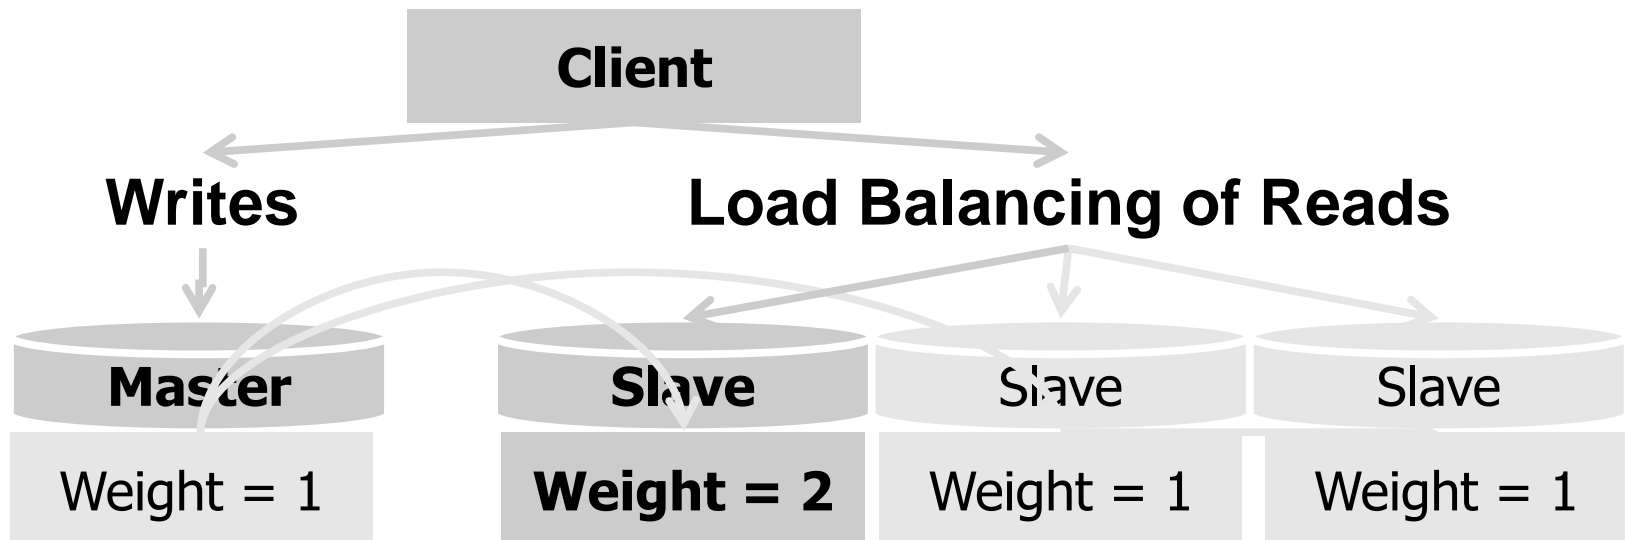 Client
Writes
Load Balancing of Reads
Master
Slave
Slave
Slave
Weight = 1
Weight = 2
Weight = 1
Weight = 1